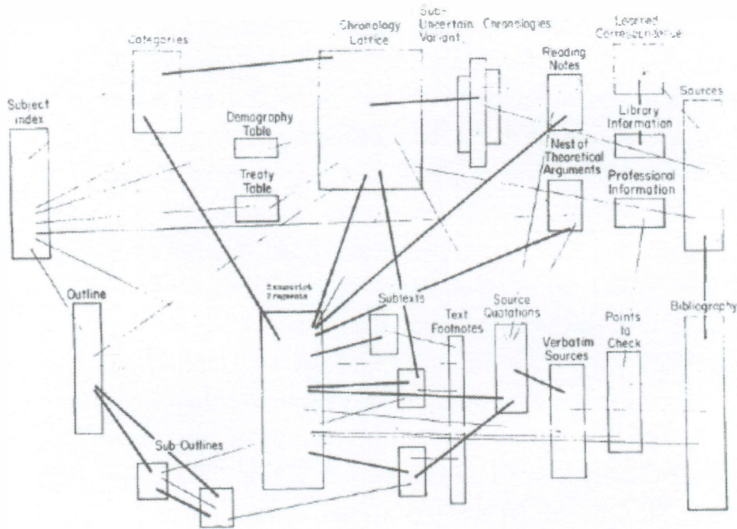 Sub-
Uncertain
Variant
Chronologies
Chronology
Lattice
Categories
Learned
Correspondence
Reading
Notes
Sources
Subject
index
Demography
Table
Library
Information
Nest of
Theoretical
Arguments
Treaty
Table
Professional
Information
Outline
Subtexts
Text
Footnotes
Source
Quotations
Verbatim
Sources
Points
to
Check
Bibliography
Sub Outlines